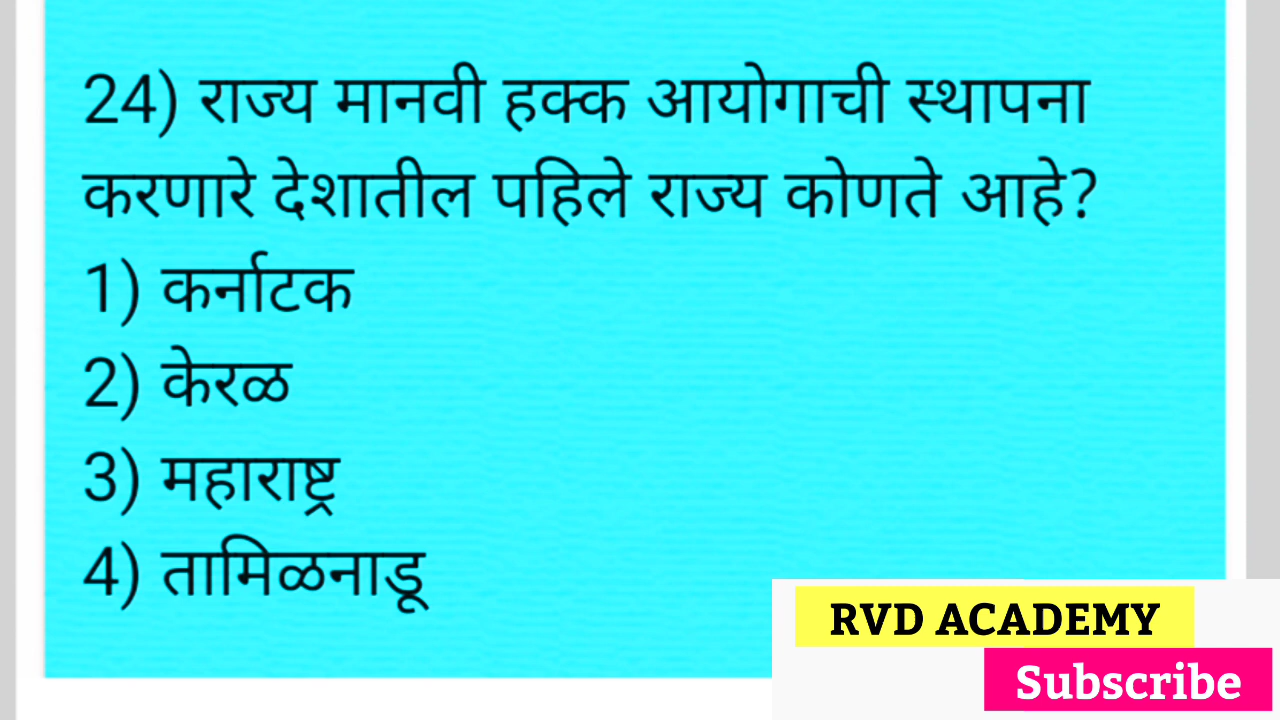 24) राज्य मानवी हक्क आयोगाची स्थापना
करणारे देशातील पहिले राज्य कोणते आहे?
1) कर्नाटक
2) केरळ
3) महाराष्ट्र
4) तामिळनाडू
RVD ACADEMY
Subscribe